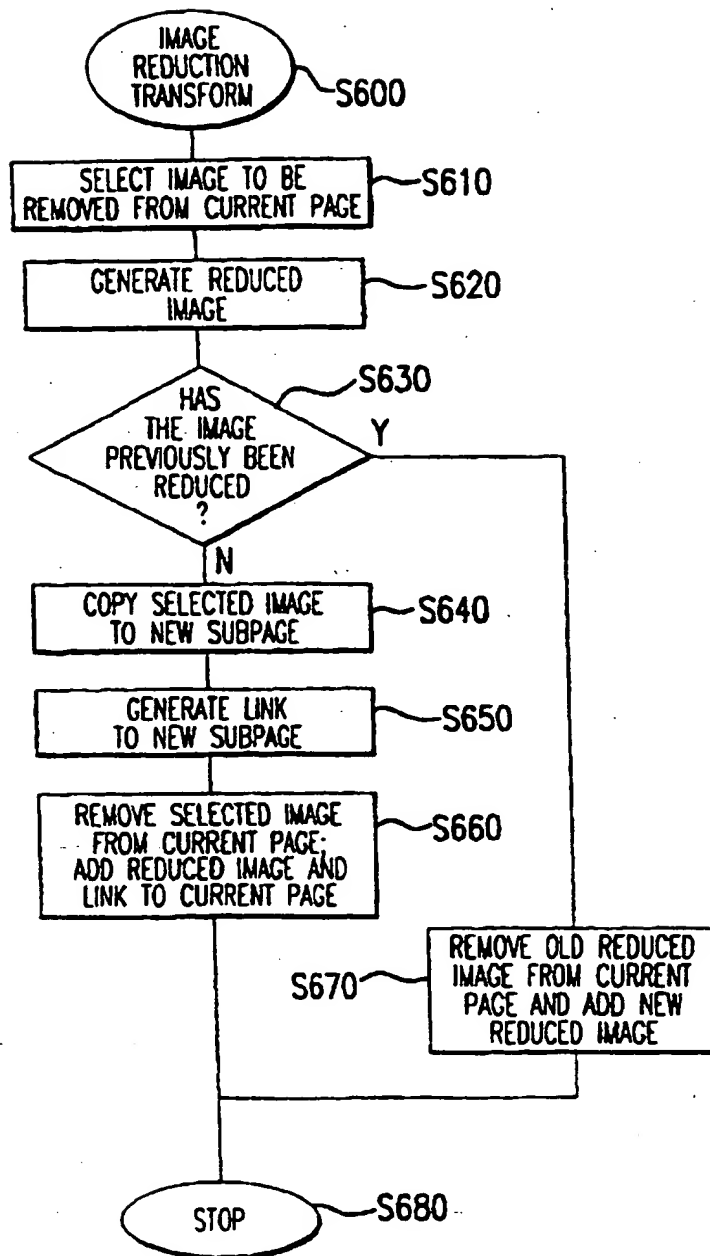 IMAGE
REDUCTION
TRANSFORM
S600
SELECT IMAGE TO BE
REMOVED FROM CURRENT PAGE
S610
GENERATE REDUCED
IMAGE
S620
S630
HAS
THE IMAGE
PREVIOUSLY BEEN
REDUCED
?
Y
N
COPY SELECTED IMAGE
TO NEW SUBPAGE
S640
GENERATE LINK
TO NEW SUBPAGE
S650
REMOVE SELECTED IMAGE
FROM CURRENT PAGE;
ADD REDUCED IMAGE AND
LINK TO CURRENT PAGE
S660
S670
REMOVE OLD REDUCED
IMAGE FROM CURRENT
PAGE AND ADD NEW
REDUCED IMAGE
STOP
S680